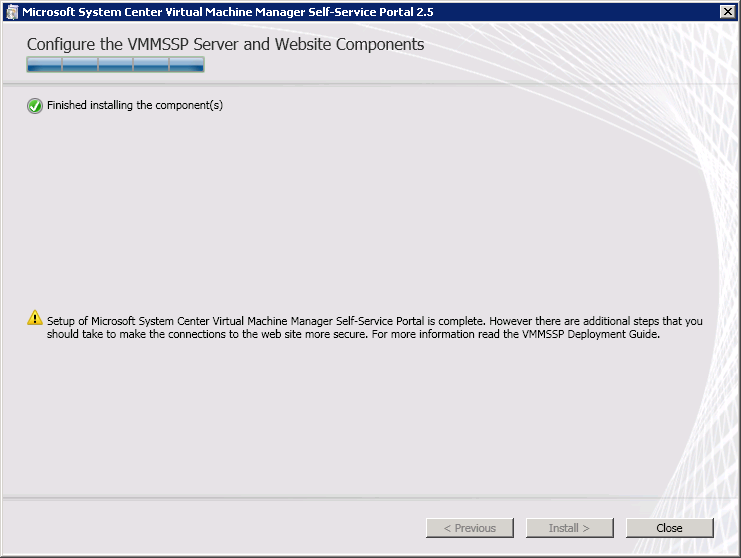 Microsoft System Center Virtual Machine Manager Self-Service Portal 2.5
Configure the VMMSSP Server and Website Components
Finished installing the component(s)
Setup of Microsoft System Center Virtual Machine Manager Self-Service Portal is complete. However there are additional steps that you
should take to make the connections to the web site more secure. For more information read the VMMSSP Deployment Guide.
< Previous
Install >
Close